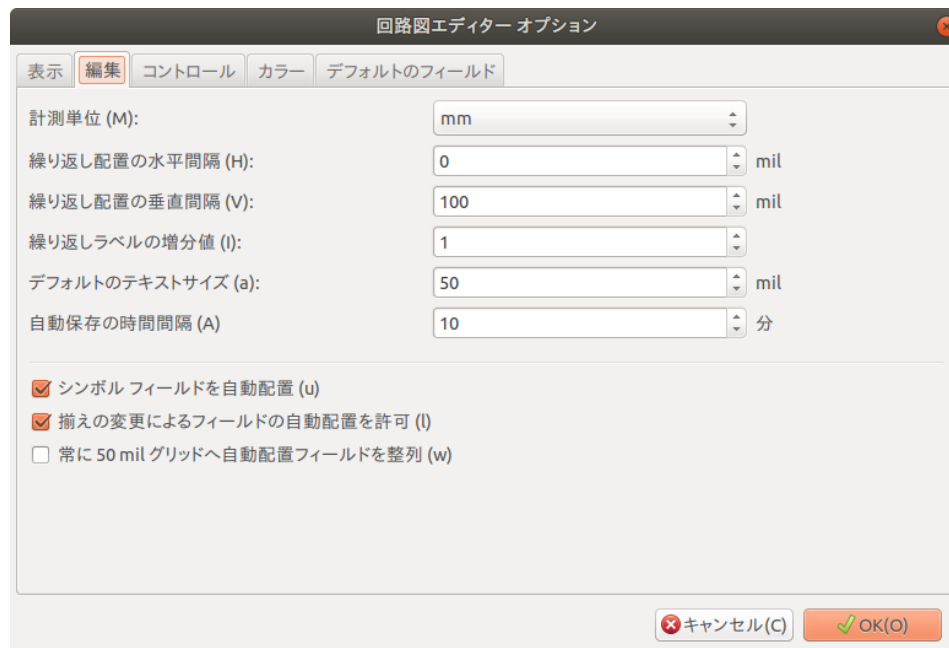 回路図エディター オプション
表示 編集 コントロール カラー デフォルトのフィールド
計測単位 (M): mm
繰り返し配置の水平間隔 (H): 0 mil
繰り返し配置の垂直間隔 (V): 100 mil
繰り返しラベルの増分値 (I): 1
デフォルトのテキストサイズ (a): 50 mil
自動保存の時間間隔 (A) 10 分
シンボル フィールドを自動配置 (u)
揃えの変更によるフィールドの自動配置を許可 (l)
常に 50 mil グリッドへ自動配置フィールドを整列 (w)
キャンセル(C) OK(O)